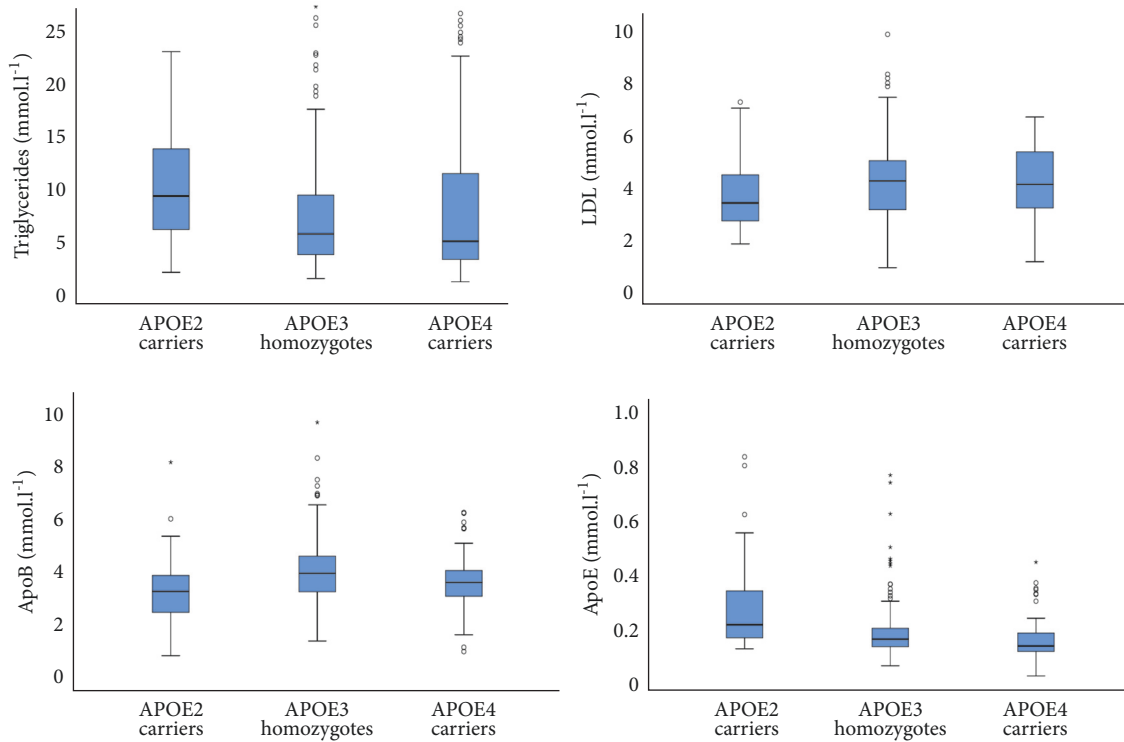 Triglycerides (mmol.l⁻¹)
25
20
15
10
5
0
APOE2 carriers
APOE3 homozygotes
APOE4 carriers
LDL (mmol.l⁻¹)
10
8
6
4
2
0
APOE2 carriers
APOE3 homozygotes
APOE4 carriers
ApoB (mmol.l⁻¹)
10
8
6
4
2
0
APOE2 carriers
APOE3 homozygotes
APOE4 carriers
ApoE (mmol.l⁻¹)
1.0
0.8
0.6
0.4
0.2
0
APOE2 carriers
APOE3 homozygotes
APOE4 carriers